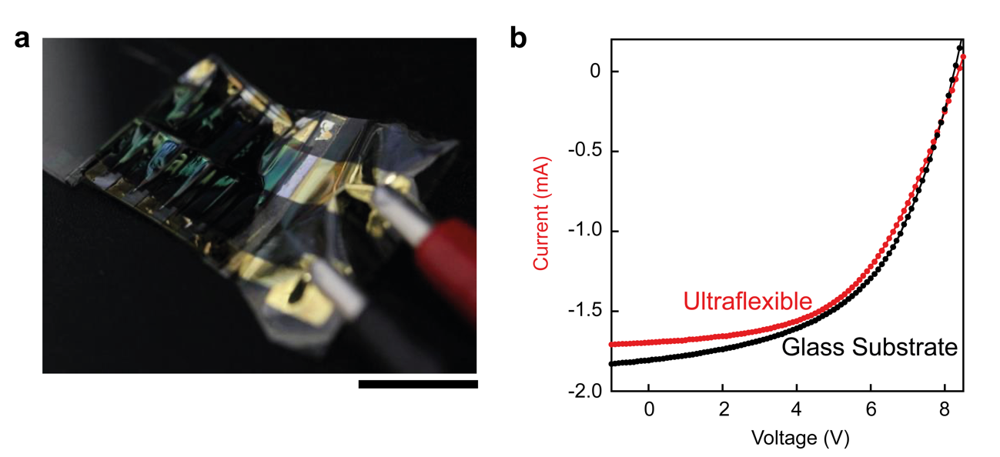 a
b
0
-0.5
-1.0
-1.5
-2.0
Current (mA)
Ultraflexible
Glass Substrate
0 2 4 6 8
Voltage (V)